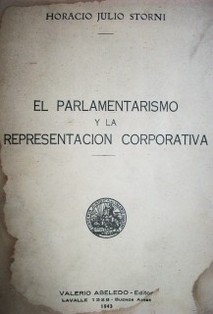 HORACIO JULIO STORNI
EL PARLAMENTARISMO
Y LA
REPRESENTACION CORPORATIVA
VALERIO ABELEDO - Editor
LAVALLE 1328 - Buenos Aires
1943